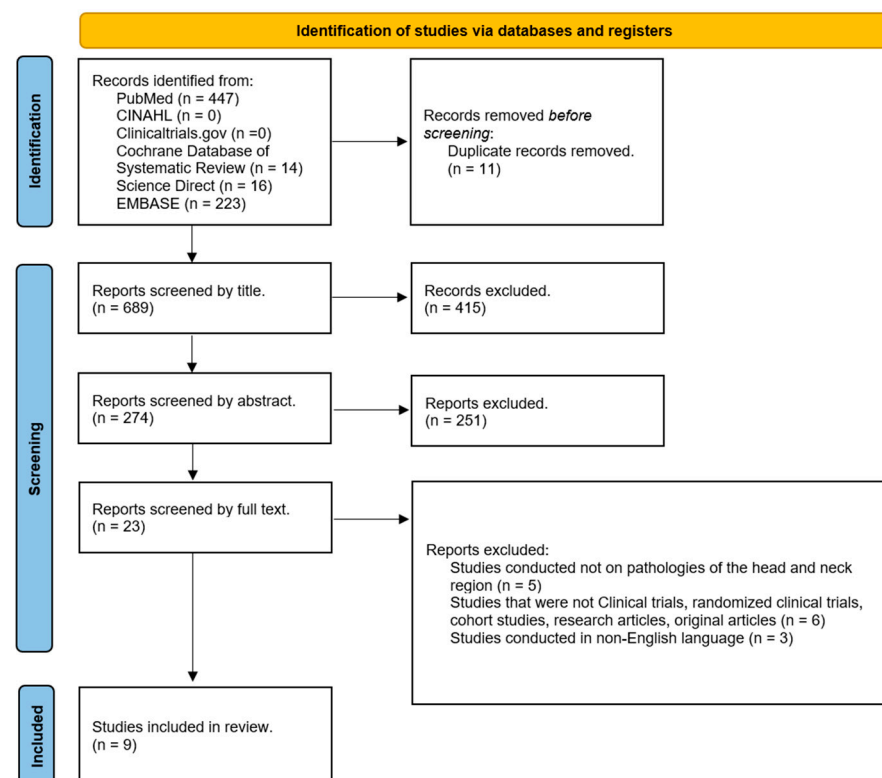 Identification of studies via databases and registers
Identification
Records identified from:
PubMed (n = 447)
CINAHL (n = 0)
Clinicaltrials.gov (n =0)
Cochrane Database of
Systematic Review (n = 14)
Science Direct (n = 16)
EMBASE (n = 223)
Records removed before
screening:
Duplicate records removed.
(n = 11)
Screening
Reports screened by title.
(n = 689)
Records excluded.
(n = 415)
Reports screened by abstract.
(n = 274)
Reports excluded.
(n = 251)
Reports screened by full text.
(n = 23)
Reports excluded:
Studies conducted not on pathologies of the head and neck
region (n = 5)
Studies that were not Clinical trials, randomized clinical trials,
cohort studies, research articles, original articles (n = 6)
Studies conducted in non-English language (n = 3)
Included
Studies included in review.
(n = 9)